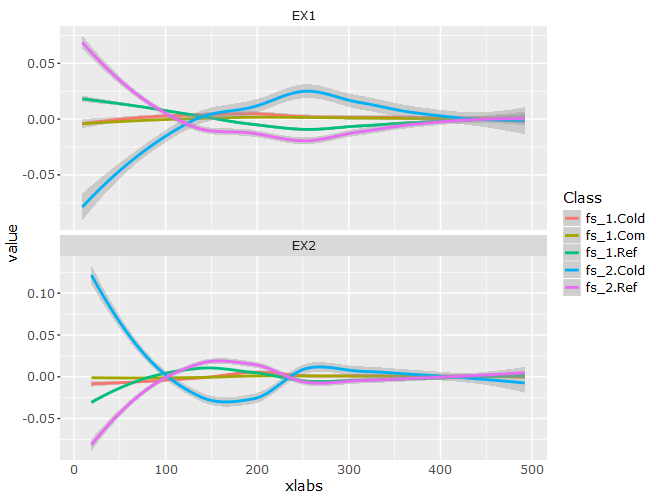 EX1
0.05
0.00
-0.05
EX2
0.10
0.05
0.00
-0.05
0
100
200
300
400
500
xlabs
value
Class
fs_1.Cold
fs_1.Com
fs_1.Ref
fs_2.Cold
fs_2.Ref